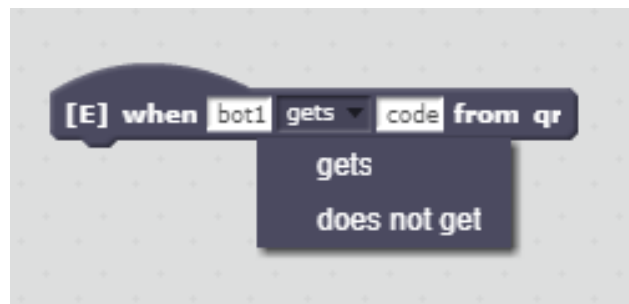 [E] when bot1 gets code from qr
gets
does not get